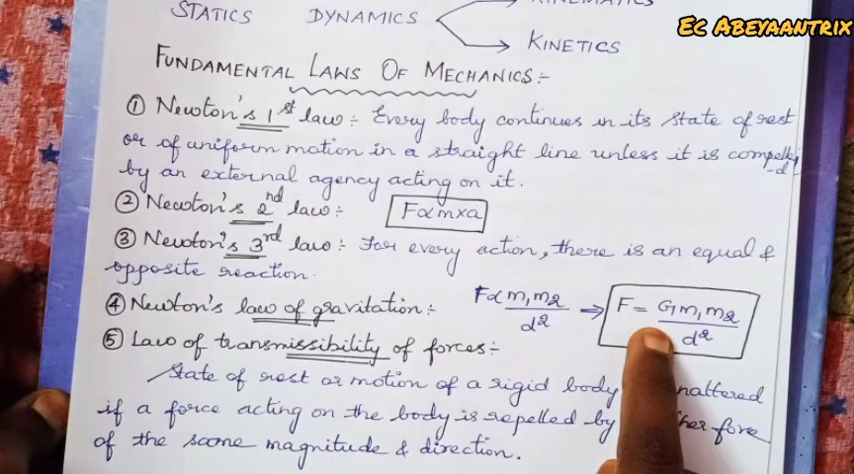 Ec Abeyaantrix
STATICS DYNAMICS
KINETICS
FUNDAMENTAL LAWS OF MECHANICS:-
① Newton's 1st law :- Every body continues in its state of rest
or of uniform motion in a straight line unless it is compelle
-d
by an external agency acting on it.
② Newton's 2nd law :- F∝m×a
③ Newton's 3rd law :- For every action, there is an equal &
opposite reaction.
④ Newton's law of gravitation :- F∝ m₁m₂/d² ⇒ F= Gm₁m₂/d²
⑤ Law of transmissibility of forces :-
State of rest or motion of a rigid body
if a force acting on the body is repelled by
of the same magnitude & direction.